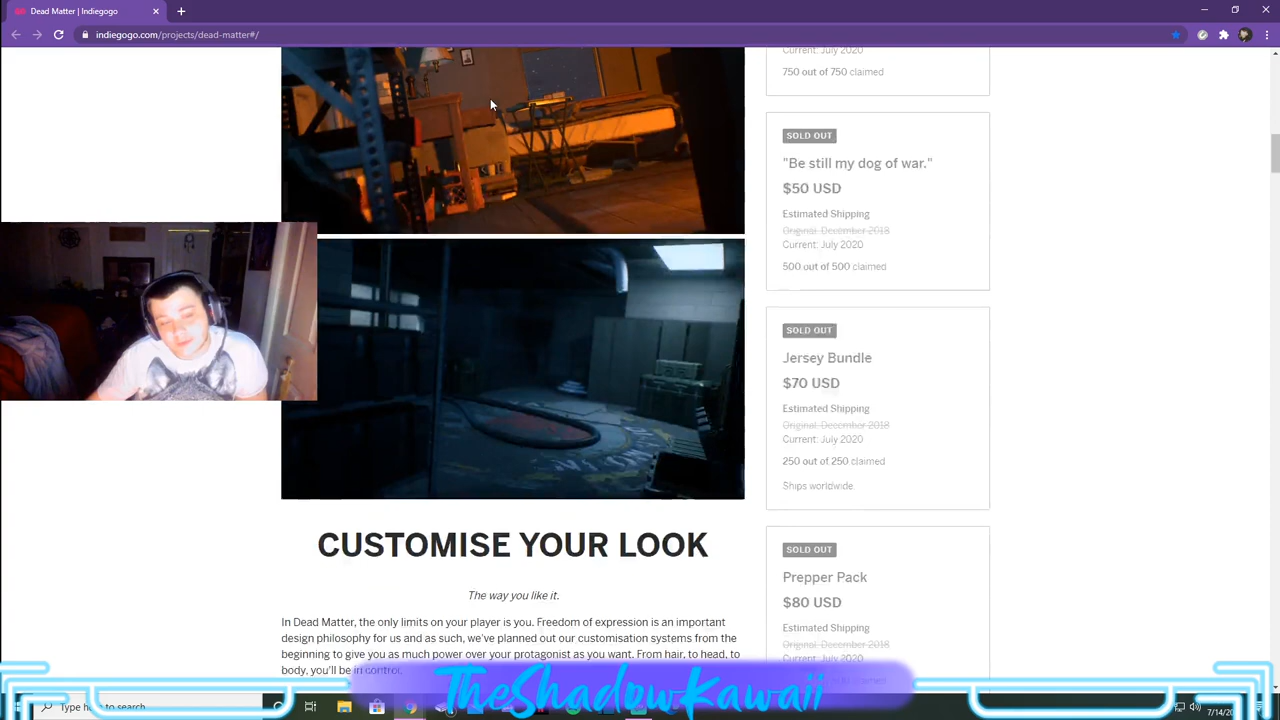 Dead Matter | Indiegogo
indiegogo.com/projects/dead-matter#/
Current: July 2020
750 out of 750 claimed
SOLD OUT
"Be still my dog of war."
$50 USD
Estimated Shipping
Original: December 2018
Current: July 2020
500 out of 500 claimed
SOLD OUT
Jersey Bundle
$70 USD
Estimated Shipping
Original: December 2018
Current: July 2020
250 out of 250 claimed
Ships worldwide
SOLD OUT
Prepper Pack
$80 USD
Estimated Shipping
Original: December 2018
Current: July 2020
claimed
CUSTOMISE YOUR LOOK
The way you like it.
In Dead Matter, the only limits on your player is you. Freedom of expression is an important
design philosophy for us and as such, we've planned out our customisation systems from the
beginning to give you as much power over your protagonist as you want. From hair, to head, to
body, you'll be in control.
TheShadowKawaii
Type here to search
7/14/20